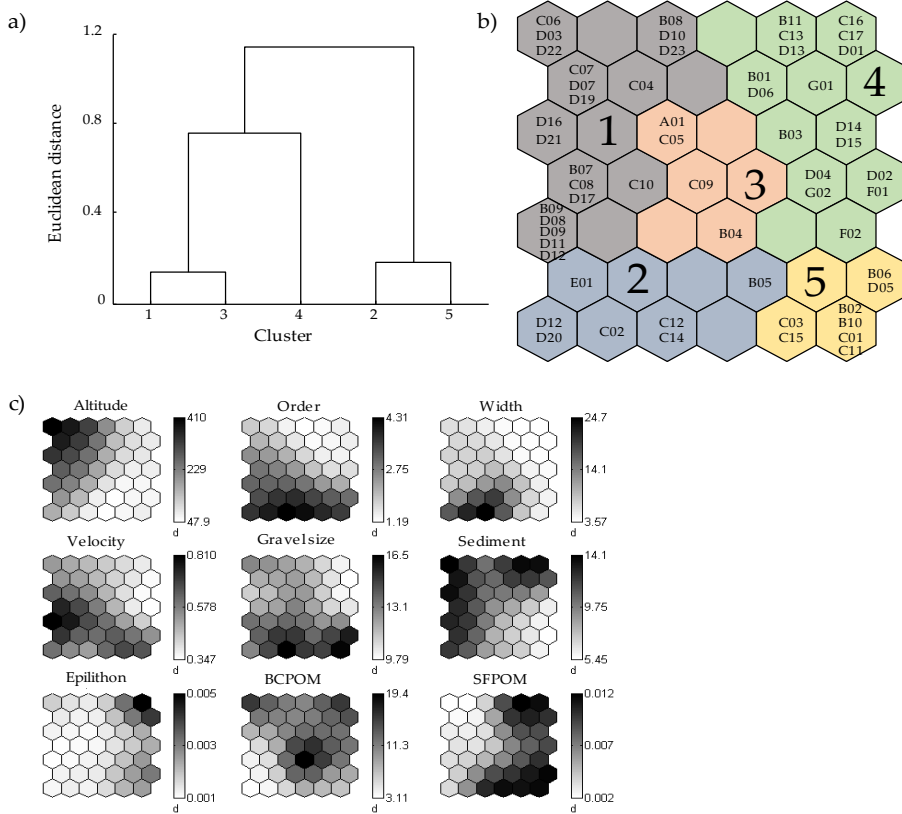 a)
1.2
0.8
0.4
0
Euclidean distance
1 3 4 2 5
Cluster
b)
C06
D03
D22
B08
D10
D23
B11
C13
D13
C16
C17
D01
C07
D07
D19
C04
B01
D06
G01
4
D16
D21
1
A01
C05
B03
D14
D15
B07
C08
D17
C10
C09
3
D04
G02
D02
F01
B09
D08
D09
D11
D12
B04
F02
E01
2
B05
5
B06
D05
D12
D20
C02
C12
C14
C03
C15
B02
B10
C01
C11
c)
Altitude
410
229
47.9
d
Order
4.31
2.75
1.19
d
Width
24.7
14.1
3.57
d
Velocity
0.810
0.578
0.347
d
Gravelsize
16.5
13.1
9.79
d
Sediment
14.1
9.75
5.45
d
Epilithon
0.005
0.003
0.001
d
BCPOM
19.4
11.3
3.11
d
SFPOM
0.012
0.007
0.002
d